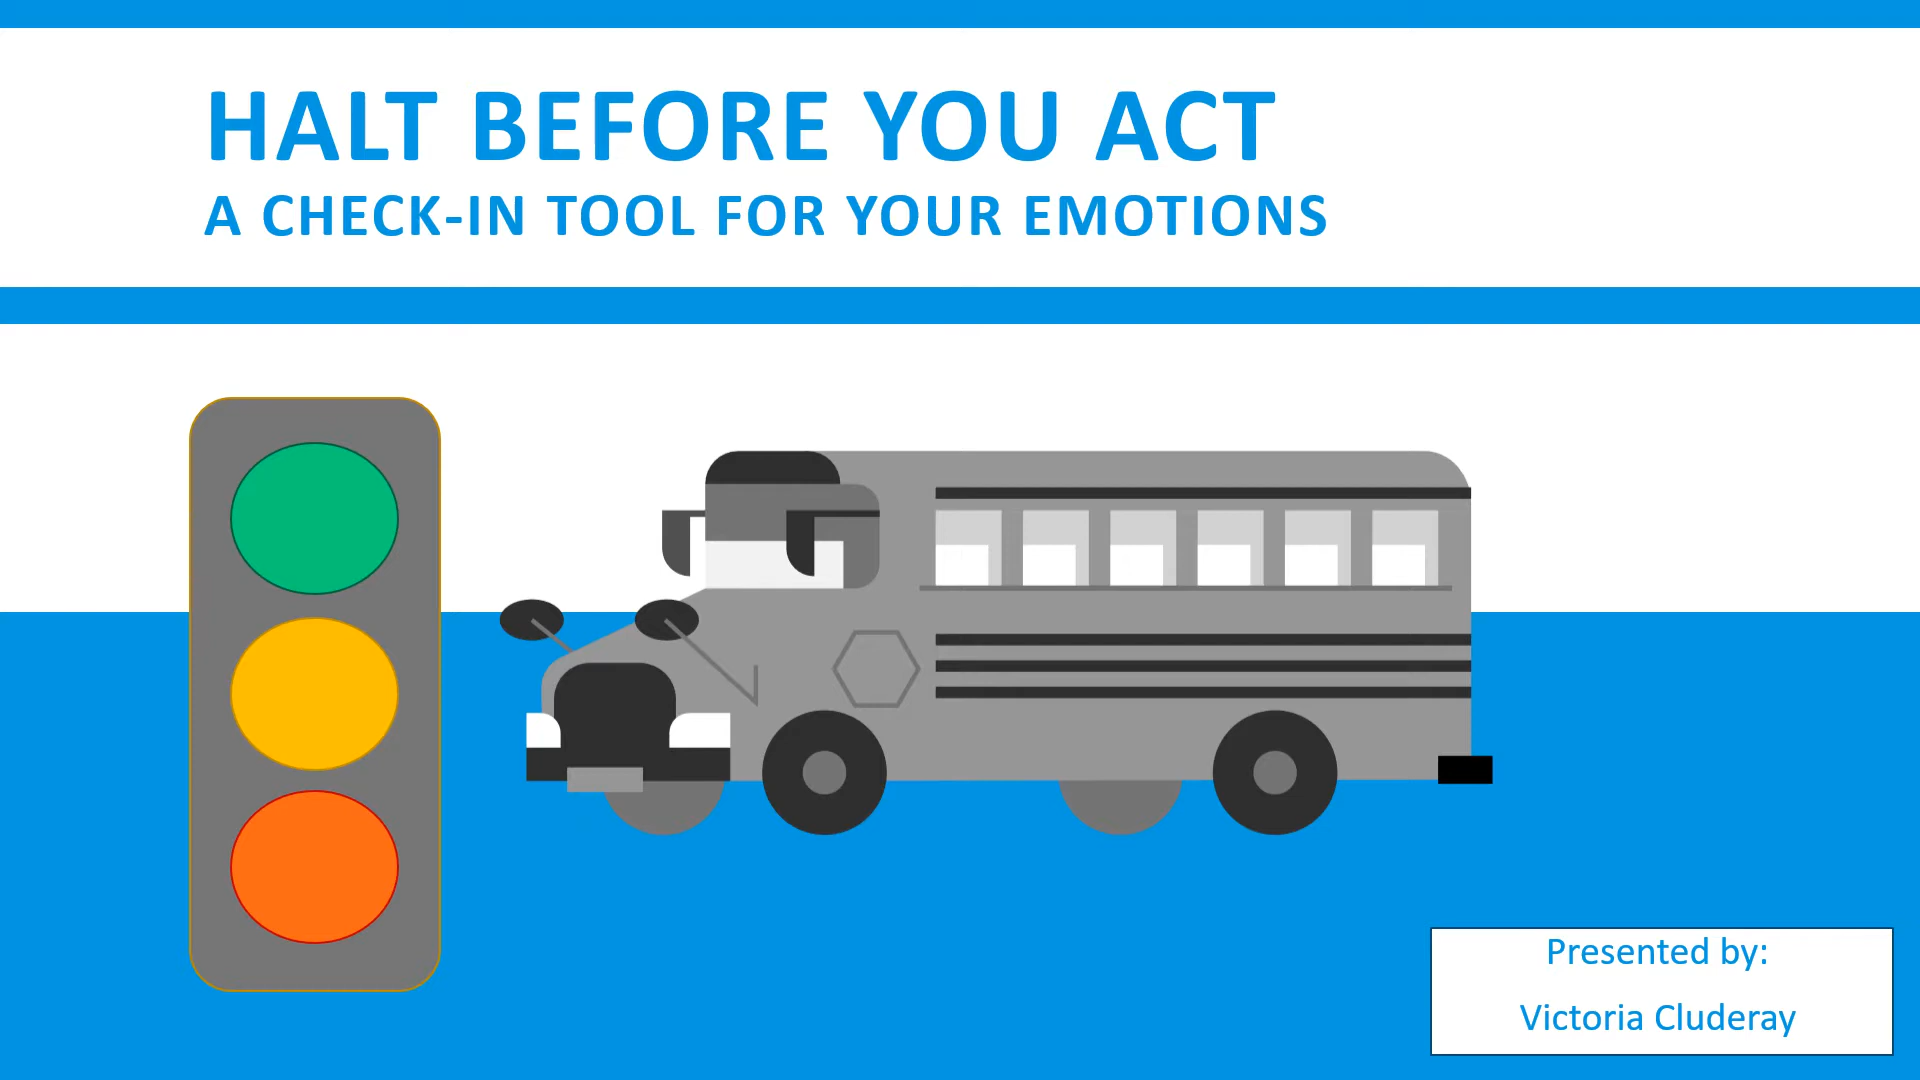 HALT BEFORE YOU ACT
A CHECK-IN TOOL FOR YOUR EMOTIONS
Presented by:
Victoria Cluderay